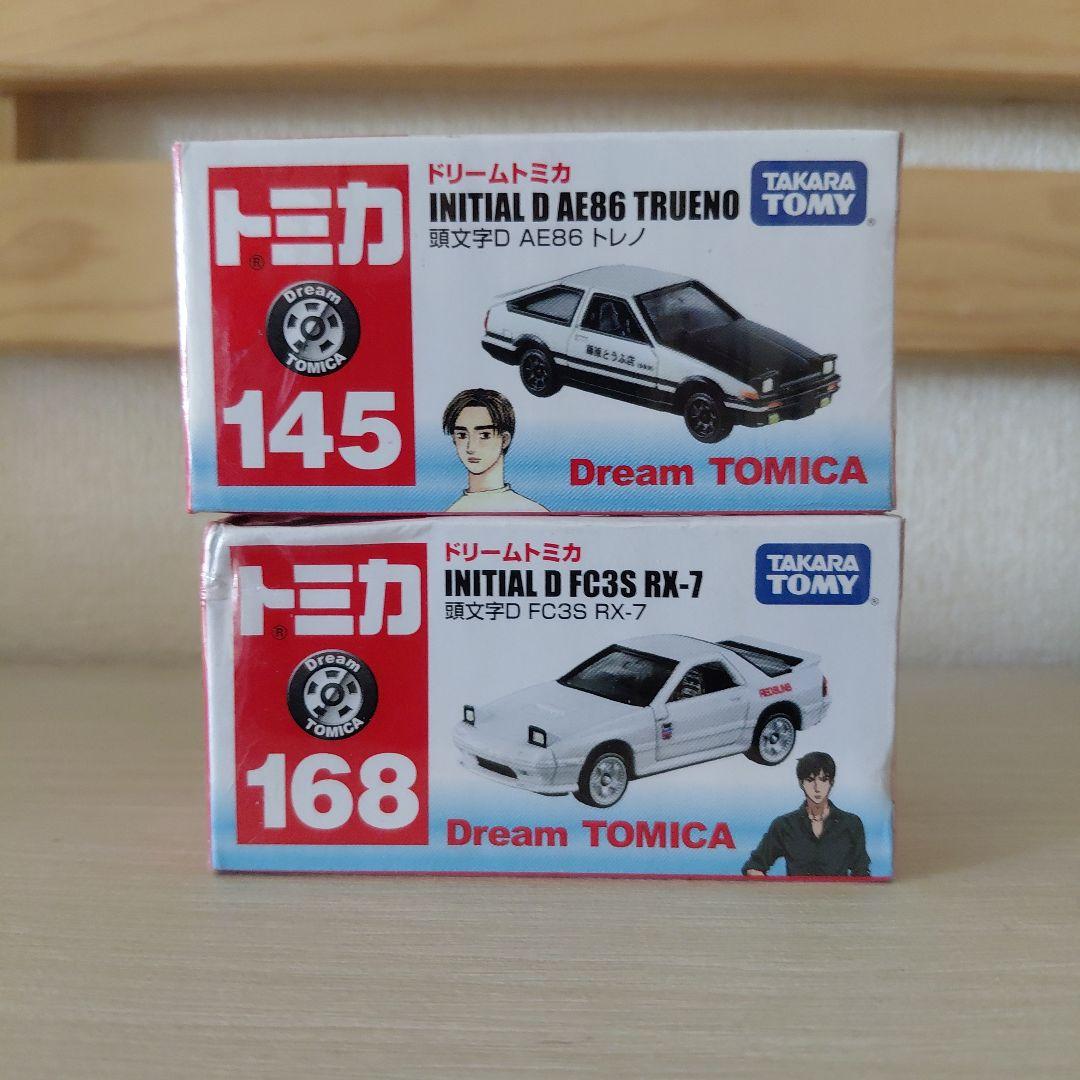 トミカ
®
Dream
TOMICA
145
ドリームトミカ
INITIAL D AE86 TRUENO
頭文字D AE86 トレノ
TAKARA
TOMY
®
藤原とうふ店
Dream TOMICA
トミカ
®
Dream
TOMICA
168
ドリームトミカ
INITIAL D FC3S RX-7
頭文字D FC3S RX-7
TAKARA
TOMY
®
REDSUNS
Dream TOMICA